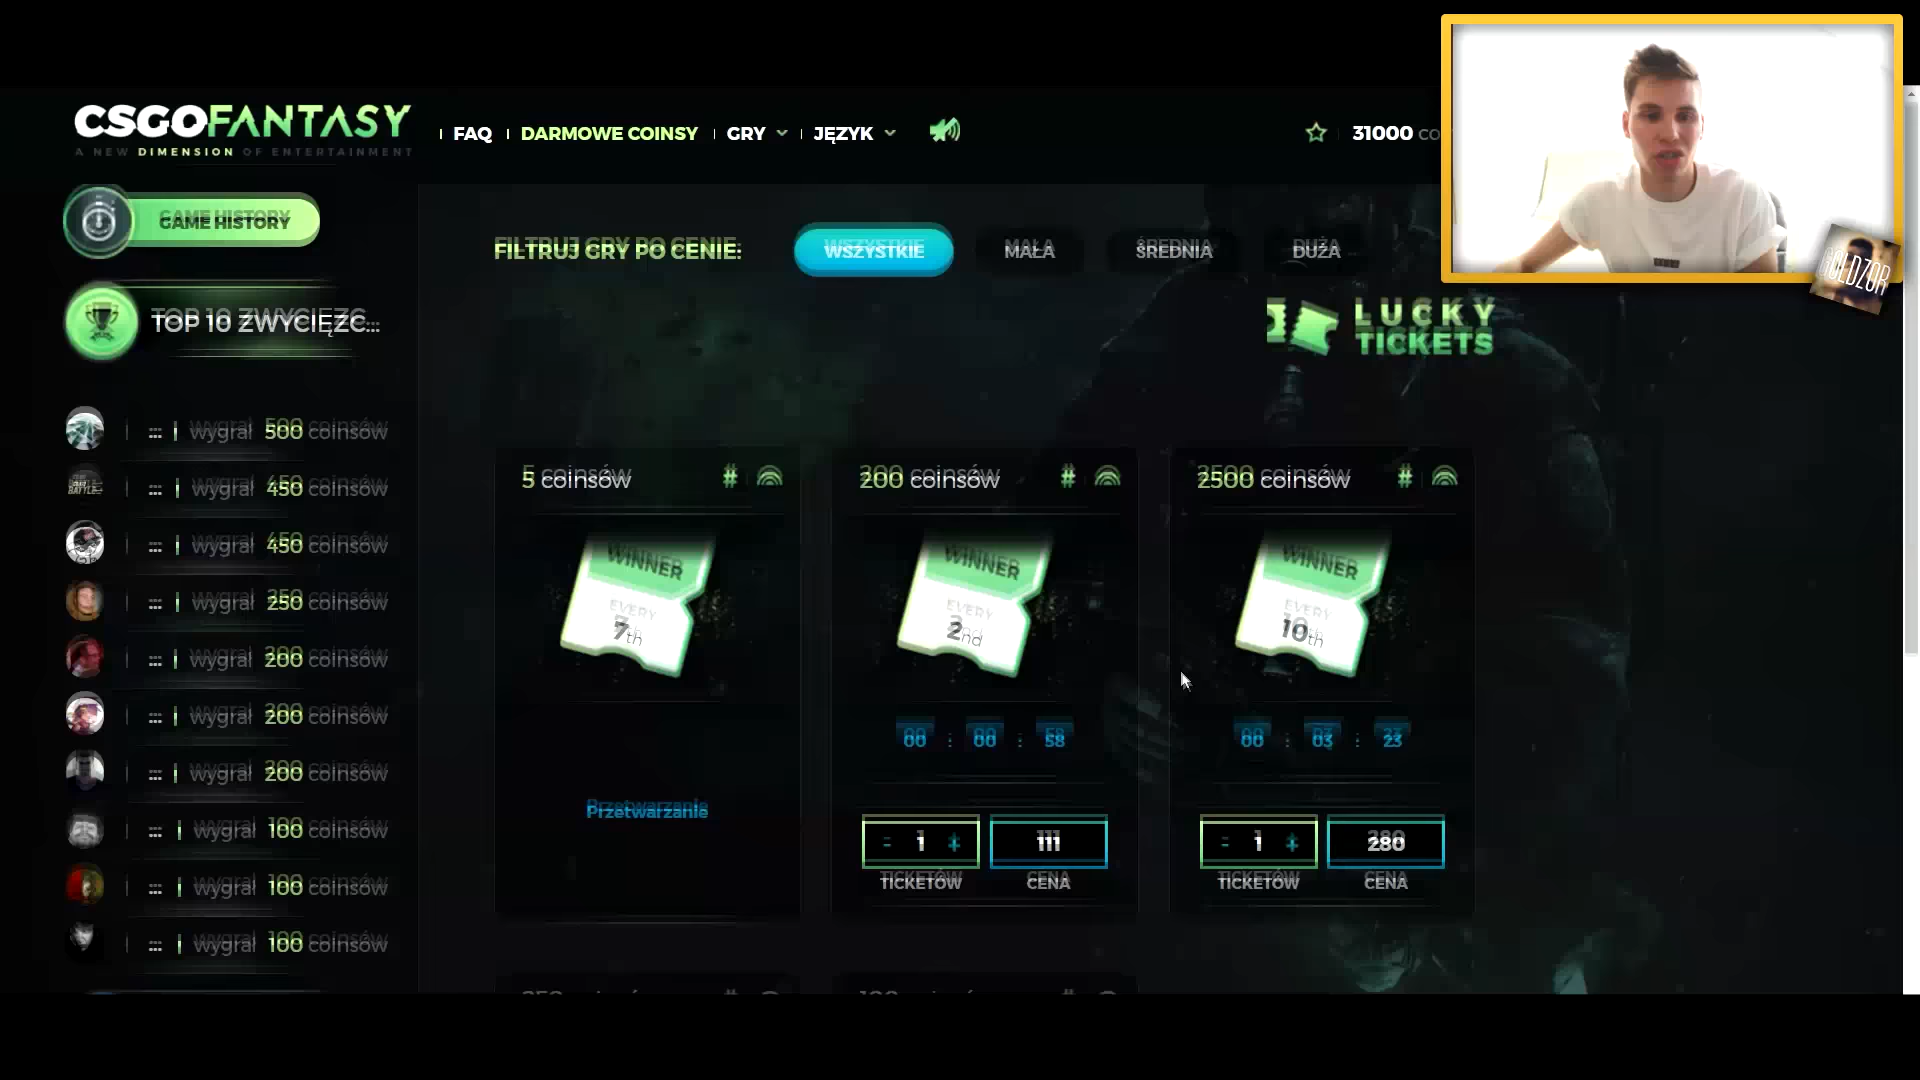 CSGOFANTASY
A NEW DIMENSION OF ENTERTAINMENT
FAQ
DARMOWE COINSY
GRY
JĘZYK
31000 CO
GOLDZOR
GAME HISTORY
TOP 10 ZWYCIĘZC...
... wygrał 500 coinsów
... wygrał 450 coinsów
... wygrał 450 coinsów
... wygrał 250 coinsów
... wygrał 200 coinsów
... wygrał 200 coinsów
... wygrał 200 coinsów
... wygrał 100 coinsów
... wygrał 100 coinsów
... wygrał 100 coinsów
FILTRUJ GRY PO CENIE:
WSZYSTKIE
MAŁA
ŚREDNIA
DUŻA
LUCKY
TICKETS
5 coinsów #
WINNER
EVERY
7th
Przetwarzanie
200 coinsów #
WINNER
EVERY
2nd
00 : 00 : 58
- 1 +
111
TICKETÓW
CENA
2500 coinsów #
WINNER
EVERY
10th
00 : 03 : 23
- 1 +
280
TICKETÓW
CENA